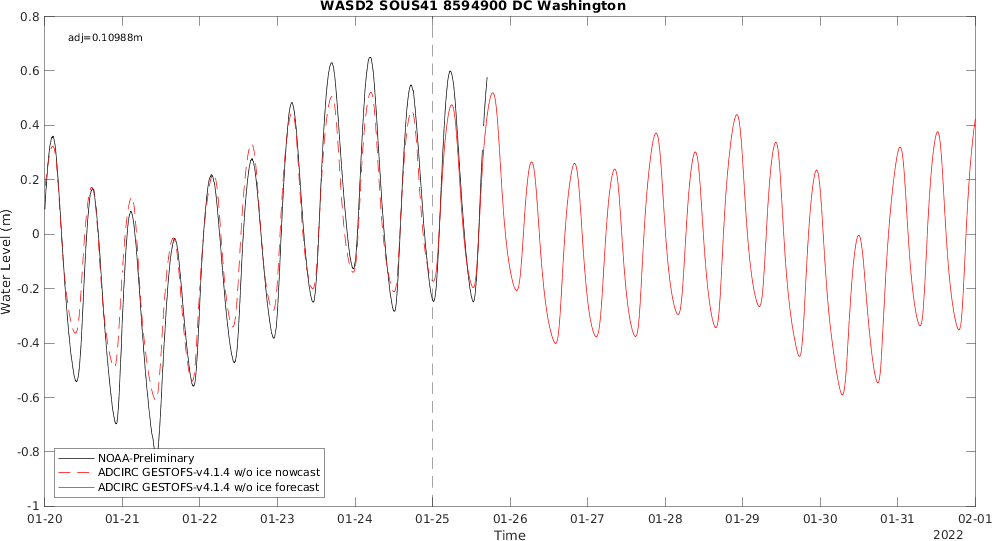 WASD2 SOUS41 8594900 DC Washington
0.8
adj=0.10988m
0.6
0.4
0.2
0
-0.2
-0.4
-0.6
-0.8
-1
Water Level (m)
NOAA-Preliminary
ADCIRC GESTOFS-v4.1.4 w/o ice nowcast
ADCIRC GESTOFS-v4.1.4 w/o ice forecast
01-20 01-21 01-22 01-23 01-24 01-25 01-26 01-27 01-28 01-29 01-30 01-31 02-01
Time
2022